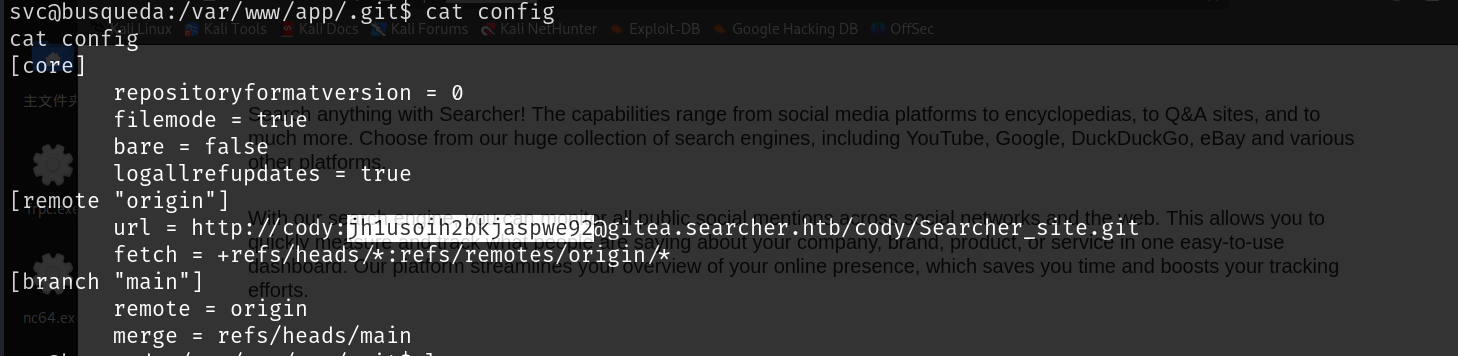 svc@busqueda:/var/www/app/.git$ cat config
cat config
Kali Linux Kali Tools Kali Docs Kali Forums Kali NetHunter Exploit-DB Google Hacking DB OffSec
[core]
repositoryformatversion = 0
主文件夹
Search anything with Searcher! The capabilities range from social media platforms to encyclopedias, to Q&A sites, and to
filemode = true
much more. Choose from our huge collection of search engines, including YouTube, Google, DuckDuckGo, eBay and various
bare = false
other platforms.
logallrefupdates = true
[remote "origin"]
With our search engine, you can monitor all public social mentions across social networks and the web. This allows you to
url = http://cody:jh1usoih2bkjaspwe92@gitea.searcher.htb/cody/Searcher_site.git
quickly measure and track what people are saying about your company, brand, product, or service in one easy-to-use
fetch = +refs/heads/*:refs/remotes/origin/*
dashboard. Our platform streamlines your overview of your online presence, which saves you time and boosts your tracking
[branch "main"]
efforts.
remote = origin
nc64.ex
merge = refs/heads/main